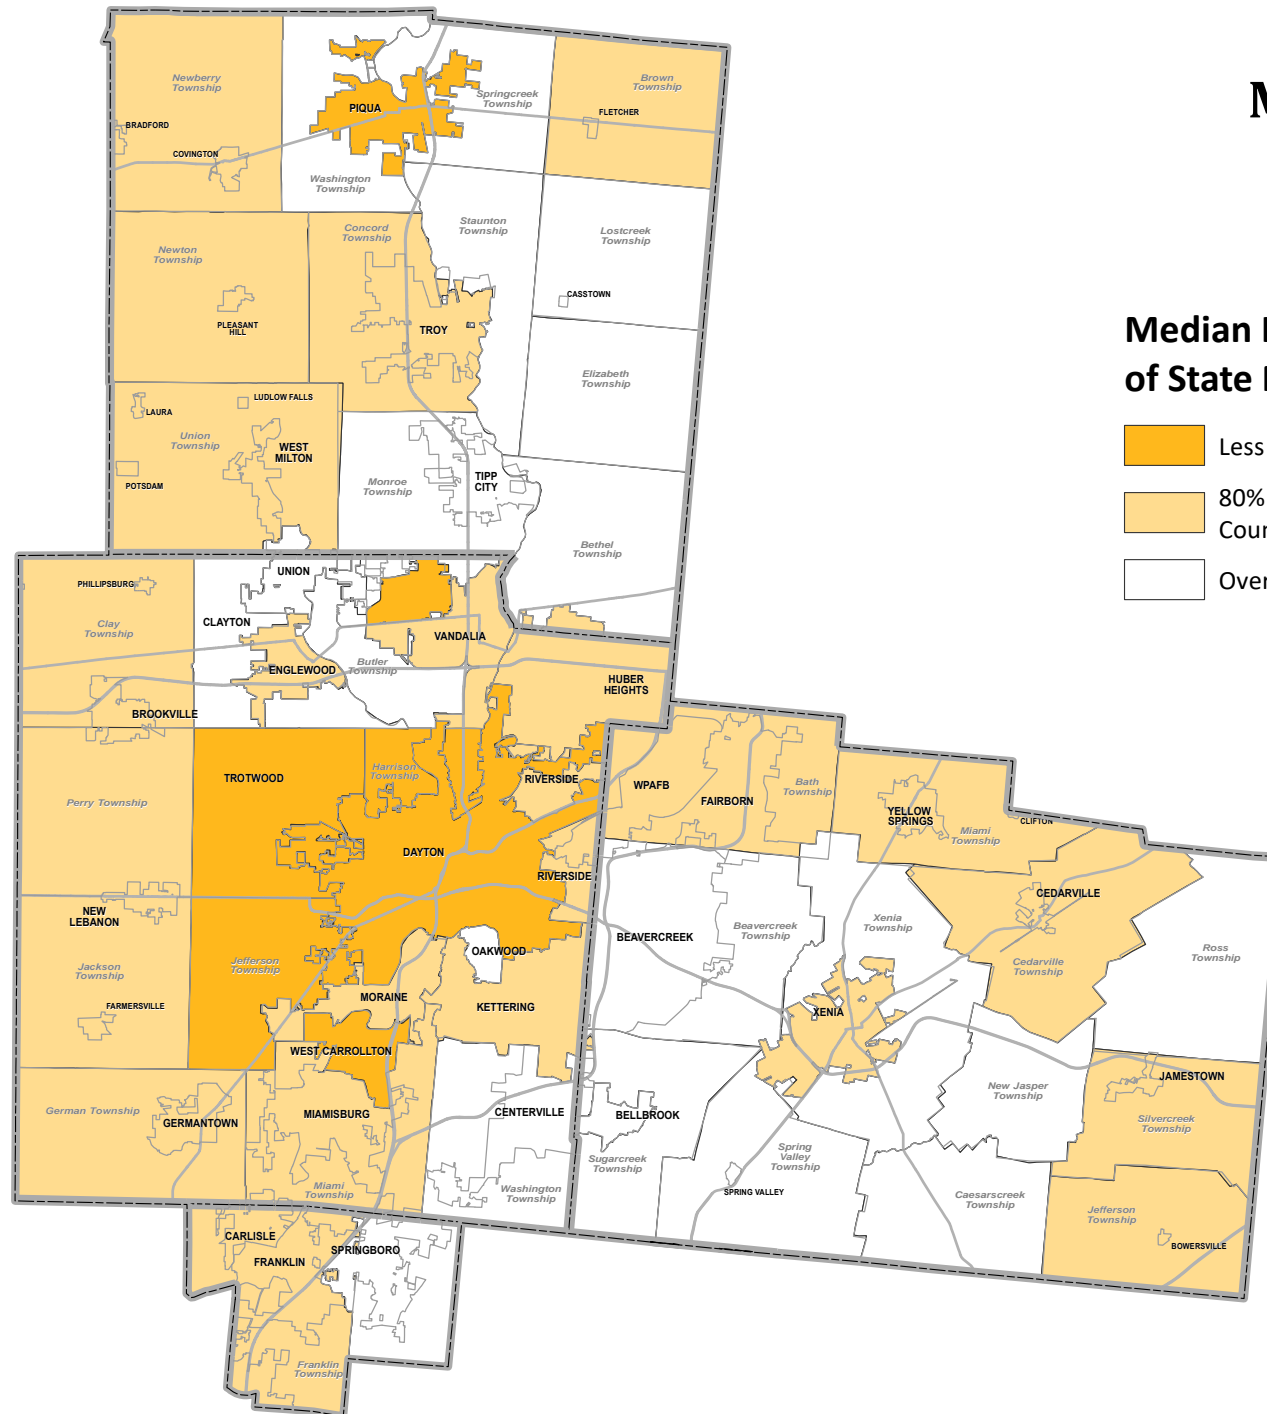 M
Newberry
Township
Brown
Township
Springcreek
Township
PIQUA
FLETCHER
BRADFORD
COVINGTON
Washington
Township
Staunton
Township
Concord
Township
Lostcreek
Township
Newton
Township
CASSTOWN
PLEASANT
HILL
TROY
Median
of State
Elizabeth
Township
LUDLOW FALLS
LAURA
Union
Township
WEST
MILTON
Less
POTSDAM
Monroe
Township
TIPP
CITY
80%
Coun
Bethel
Township
Over
UNION
PHILLIPSBURG
Clay
Township
CLAYTON
VANDALIA
Butler
Township
ENGLEWOOD
HUBER
HEIGHTS
BROOKVILLE
TROTWOOD
Harrison
Township
RIVERSIDE
WPAFB
Bath
Township
Perry Township
FAIRBORN
YELLOW
SPRINGS
CLIFTON
Miami
Township
DAYTON
RIVERSIDE
CEDARVILLE
NEW
LEBANON
Xenia
Township
Beavercreek
Township
BEAVERCREEK
OAKWOOD
Ross
Township
Jackson
Township
Jefferson
Township
Cedarville
Township
MORAINE
FARMERSVILLE
KETTERING
XENIA
WEST CARROLLTON
JAMESTOWN
New Jasper
Township
German Township
GERMANTOWN
MIAMISBURG
CENTERVILLE
BELLBROOK
Silvercreek
Township
Spring
Valley
Township
Sugarcreek
Township
Miami
Township
Washington
Township
SPRING VALLEY
Caesarscreek
Township
Jefferson
Township
CARLISLE
SPRINGBORO
BOWERSVILLE
FRANKLIN
Franklin
Township